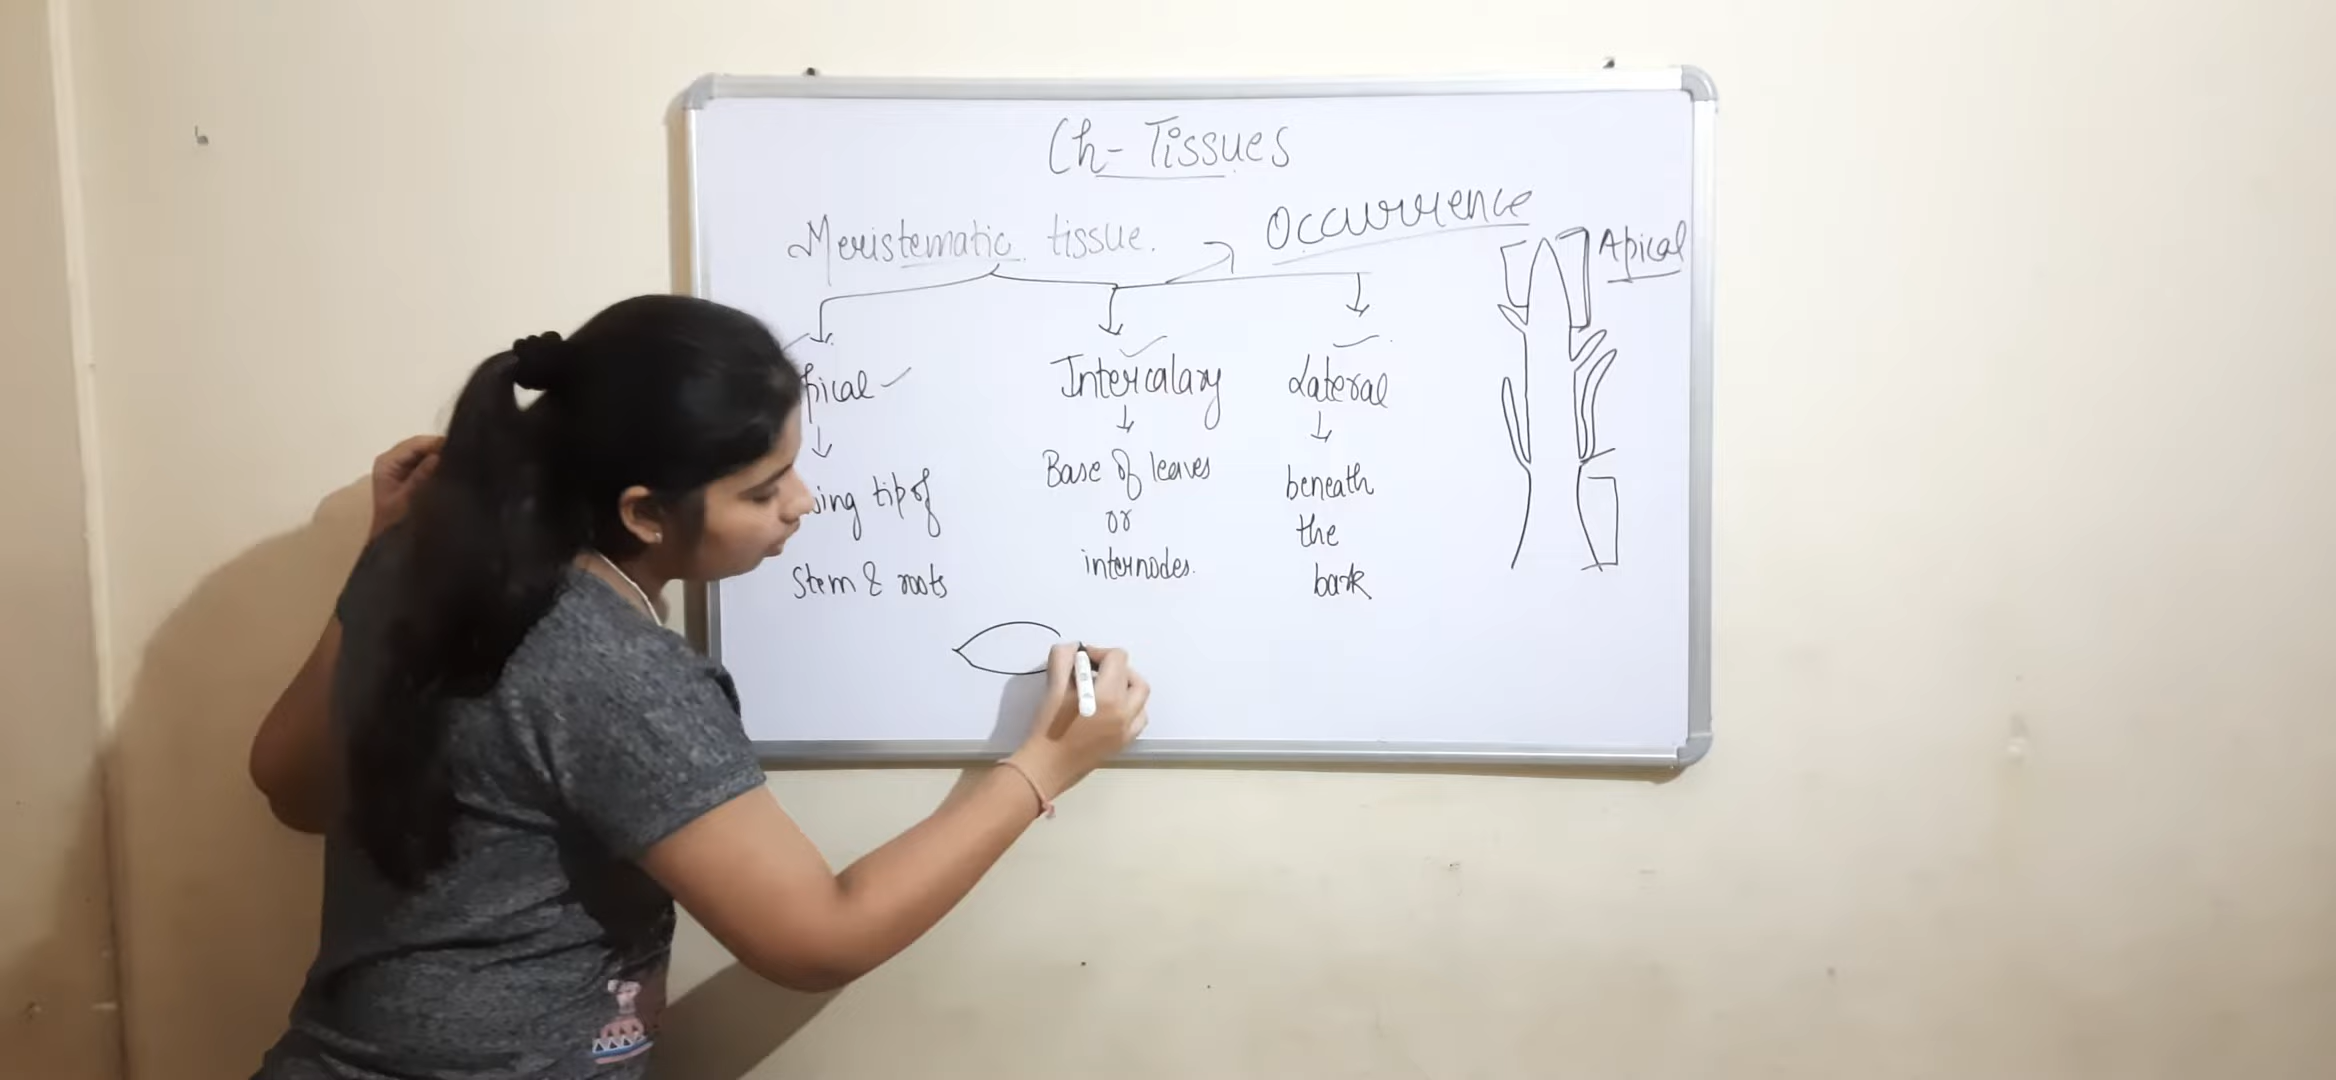 Ch- Tissues
Meristematic tissue.
Occurrence
Apical
pical
Intercalary
Lateral
ing tip of
Stem & roots
Base of leaves
or
internodes.
beneath
the
bark